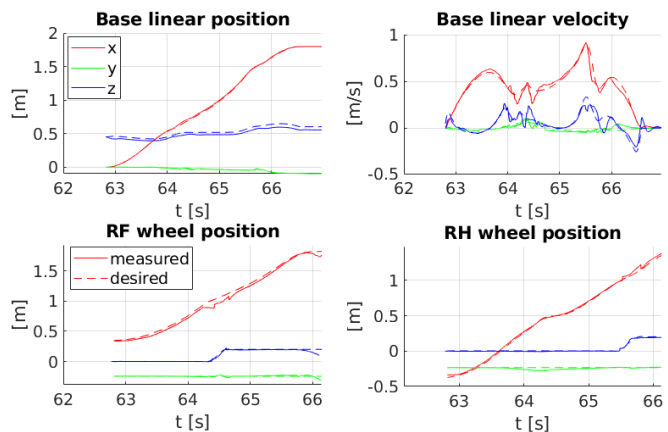 Base linear position
2
1.5
1
0.5
0
[m]
x
y
z
62 63 64 65 66
t [s]
Base linear velocity
1
0.5
0
-0.5
[m/s]
62 63 64 65 66
t [s]
RF wheel position
1.5
1
0.5
0
[m]
measured
desired
62 63 64 65 66
t [s]
RH wheel position
1
0.5
0
-0.5
[m]
62 63 64 65 66
t [s]